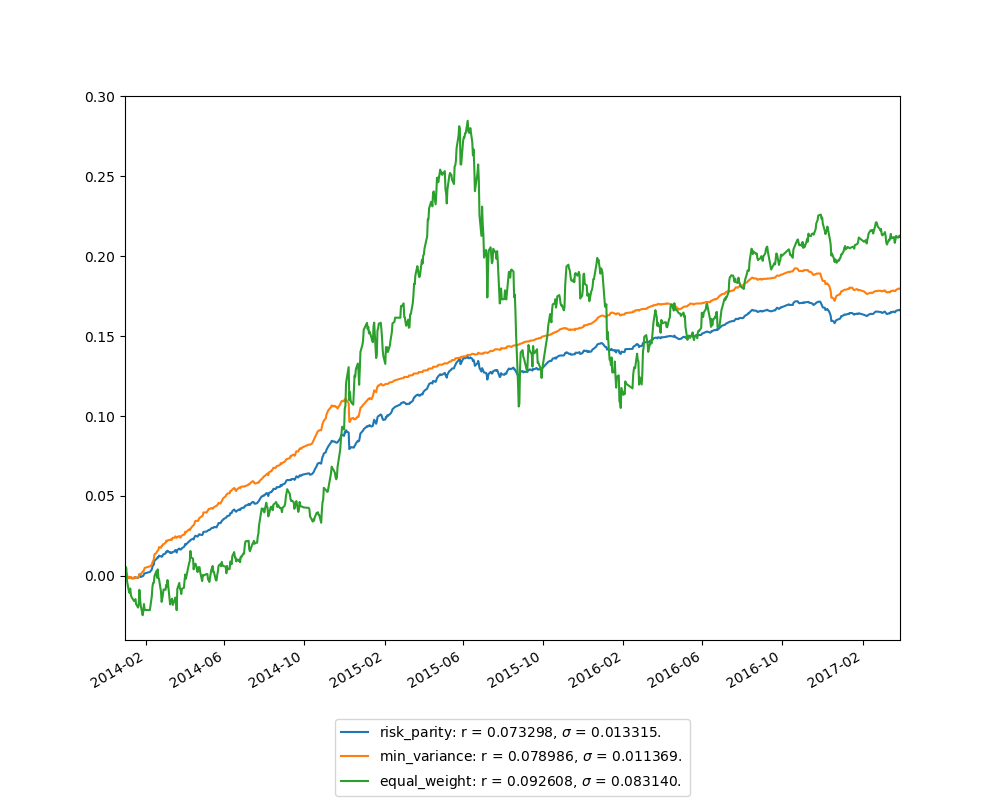 0.30
0.25
0.20
0.15
0.10
0.05
0.00
2014-02 2014-06 2014-10 2015-02 2015-06 2015-10 2016-02 2016-06 2016-10 2017-02
risk_parity: r = 0.073298, σ = 0.013315.
min_variance: r = 0.078986, σ = 0.011369.
equal_weight: r = 0.092608, σ = 0.083140.